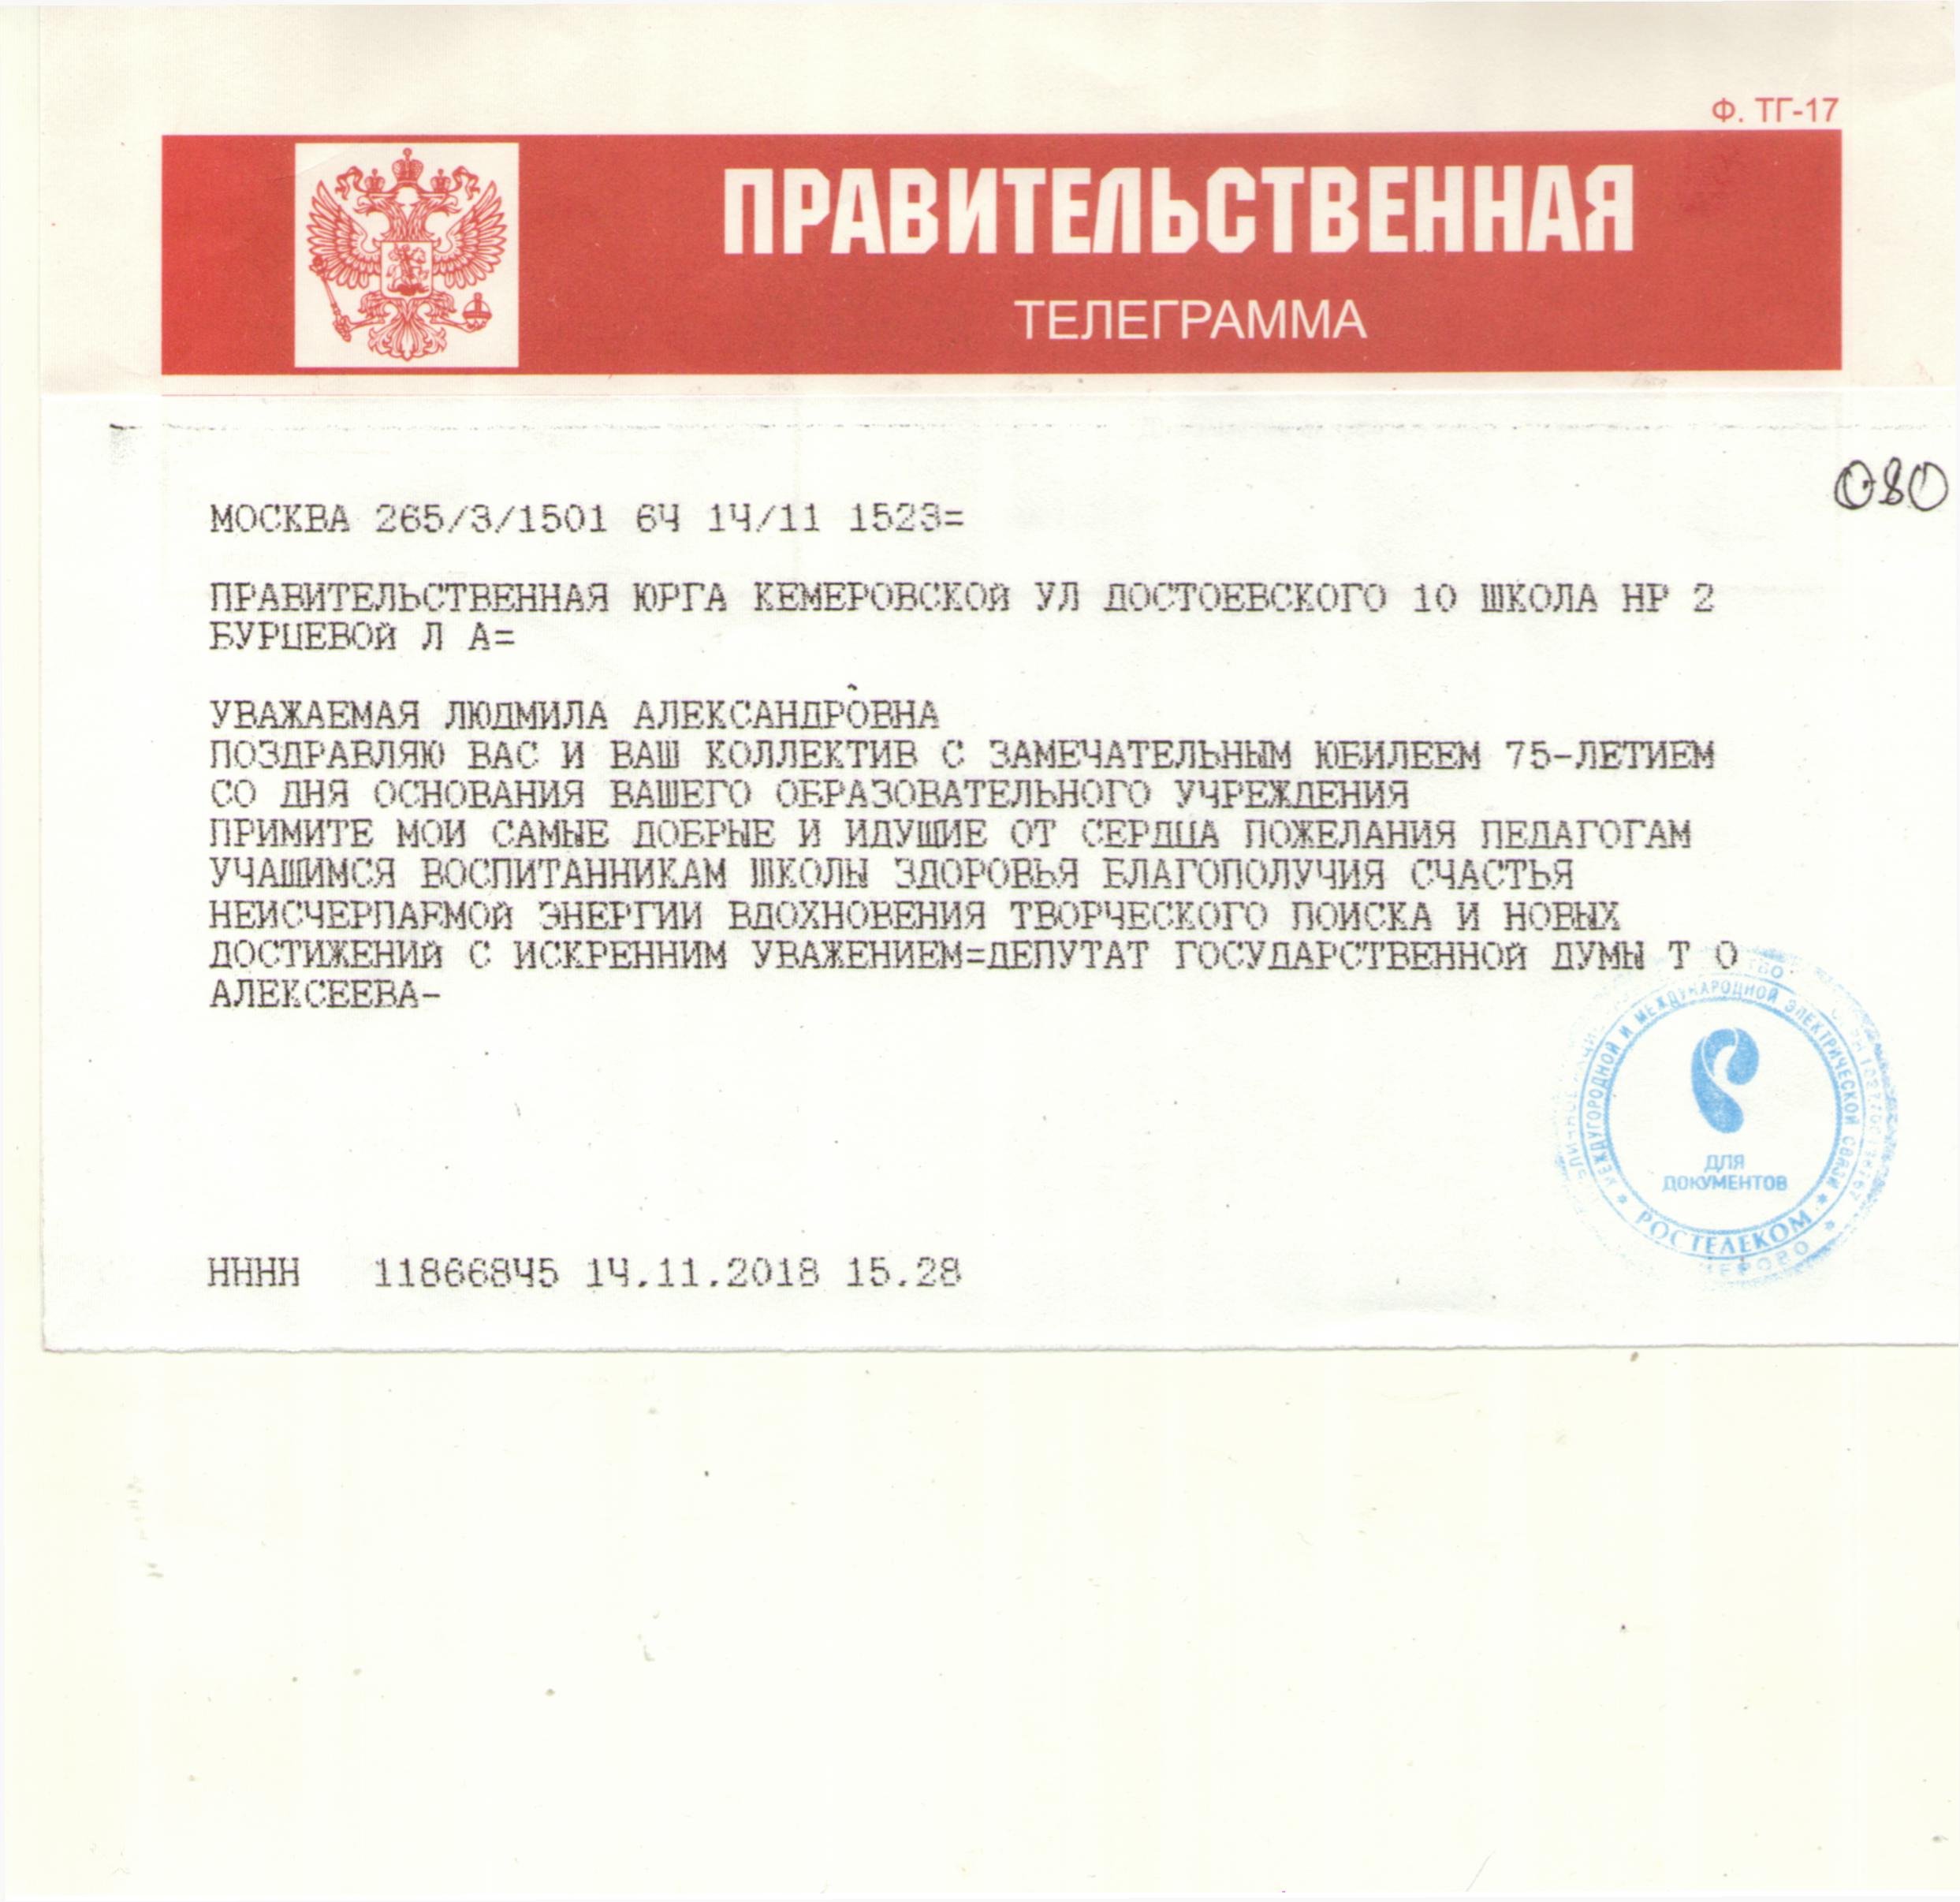 Ф. ТГ-17
ПРАВИТЕЛЬСТВЕННАЯ
ТЕЛЕГРАММА
080
МОСКВА 265/3/1501 64 14/11 1523=
ПРАВИТЕЛЬСТВЕННАЯ ЮРГА КЕМЕРОВСКОЙ УЛ ДОСТОЕВСКОГО 10 ШКОЛА НР 2
БУРЦЕВОЙ Л А=
УВАЖАЕМАЯ ЛЮДМИЛА АЛЕКСАНДРОВНА
ПОЗДРАВЛЯЮ ВАС И ВАШ КОЛЛЕКТИВ С ЗАМЕЧАТЕЛЬНЫМ ЮБИЛЕЕМ 75-ЛЕТИЕМ
СО ДНЯ ОСНОВАНИЯ ВАШЕГО ОБРАЗОВАТЕЛЬНОГО УЧРЕЖДЕНИЯ
ПРИМИТЕ МОИ САМЫЕ ДОБРЫЕ И ИДУЩИЕ ОТ СЕРДЦА ПОЖЕЛАНИЯ ПЕДАГОГАМ
УЧАЩИМСЯ ВОСПИТАННИКАМ ШКОЛЫ ЗДОРОВЬЯ БЛАГОПОЛУЧИЯ СЧАСТЬЯ
НЕИСЧЕРПАЕМОЙ ЭНЕРГИИ ВДОХНОВЕНИЯ ТВОРЧЕСКОГО ПОИСКА И НОВЫХ
ДОСТИЖЕНИЙ С ИСКРЕННИМ УВАЖЕНИЕМ=ДЕПУТАТ ГОСУДАРСТВЕННОЙ ДУМЫ Т О
АЛЕКСЕЕВА-
МЕЖДУГОРОДНОЙ И МЕЖДУНАРОДНОЙ ЭЛЕКТРИЧЕСКОЙ СВЯЗИ
ДЛЯ
ДОКУМЕНТОВ
* РОСТЕЛЕКОМ *
НННН 11866845 14.11.2018 15.28